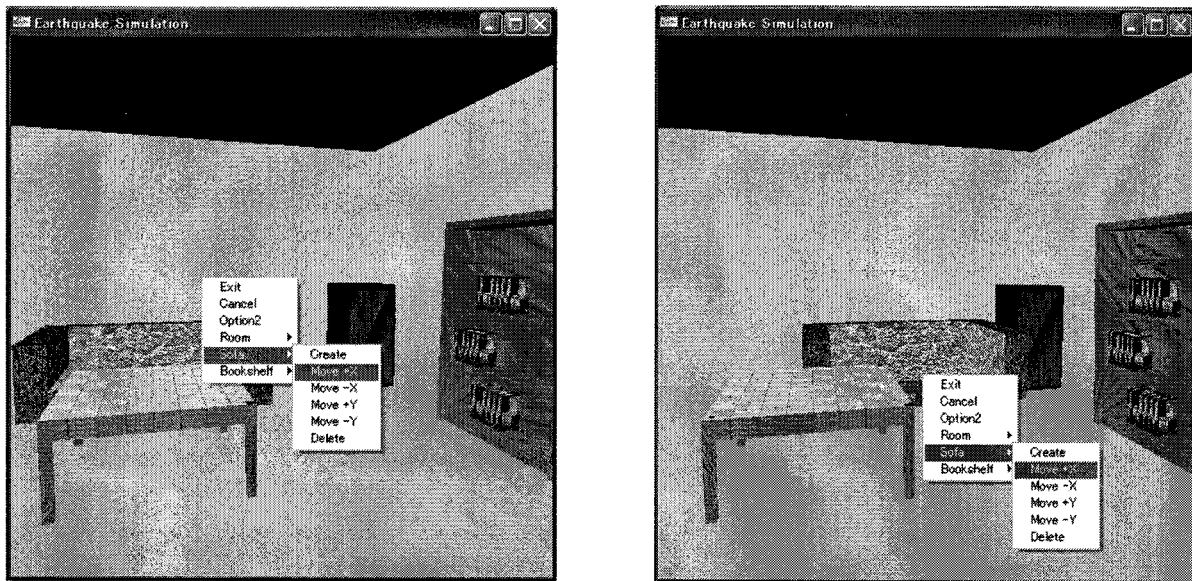 Earthquake Simulation
Exit
Cancel
Option2
Room
Sofa
Bookshelf
Create
Move +X
Move -X
Move +Y
Move -Y
Delete
Earthquake Simulation
Exit
Cancel
Option2
Room
Sofa
Bookshelf
Create
Move +X
Move -X
Move +Y
Move -Y
Delete